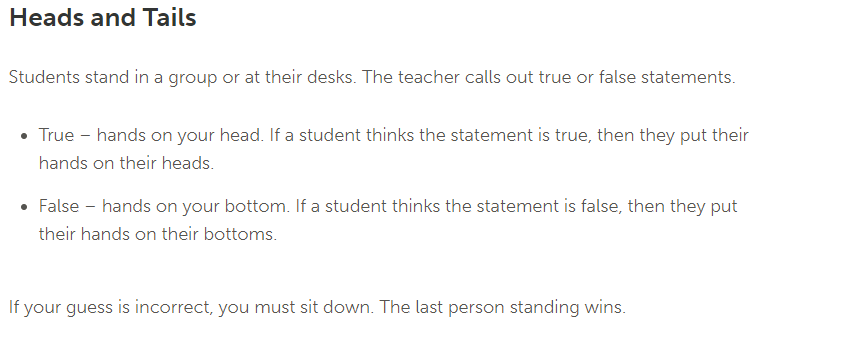 Heads and Tails
Students stand in a group or at their desks. The teacher calls out true or false statements.
• True – hands on your head. If a student thinks the statement is true, then they put their
hands on their heads.
• False – hands on your bottom. If a student thinks the statement is false, then they put
their hands on their bottoms.
If your guess is incorrect, you must sit down. The last person standing wins.